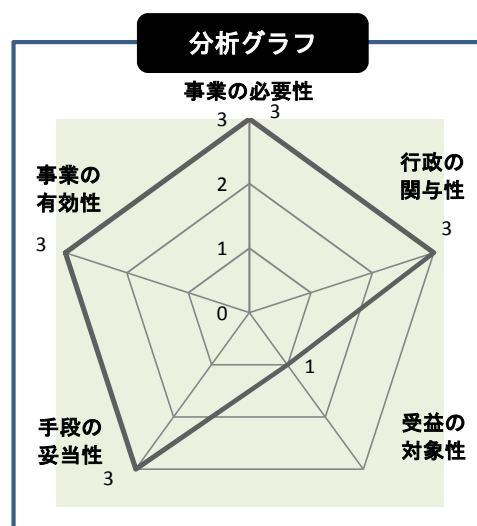 分析グラフ
事業の必要性
3
3
行政の
関与性
3
事業の
有効性
3
2
1
0
1
受益の
対象性
手段の
妥当性
3